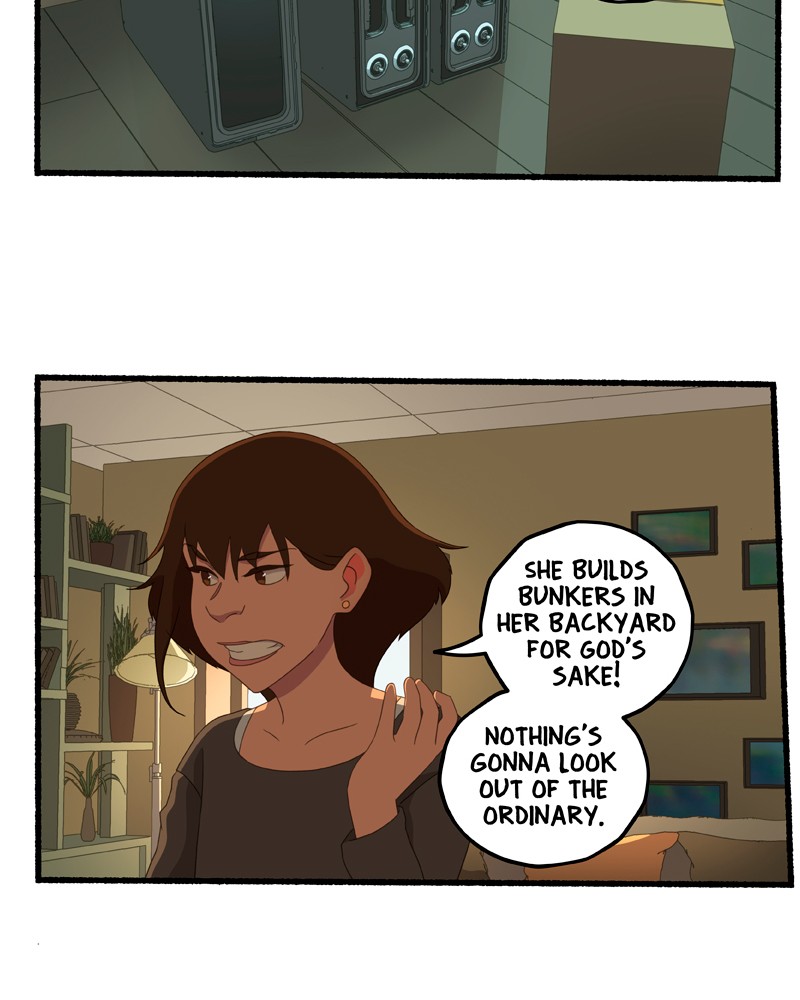 SHE BUILDS
BUNKERS IN
HER BACKYARD
FOR GOD'S
SAKE!
NOTHING'S
GONNA LOOK
OUT OF THE
ORDINARY.